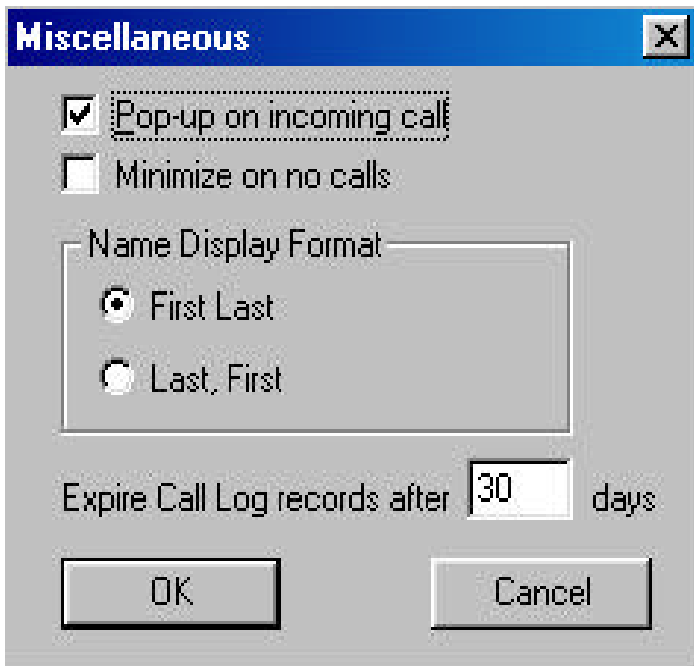 Miscellaneous
Pop-up on incoming call
Minimize on no calls
Name Display Format
First Last
Last, First
Expire Call Log records after 30 days
OK Cancel